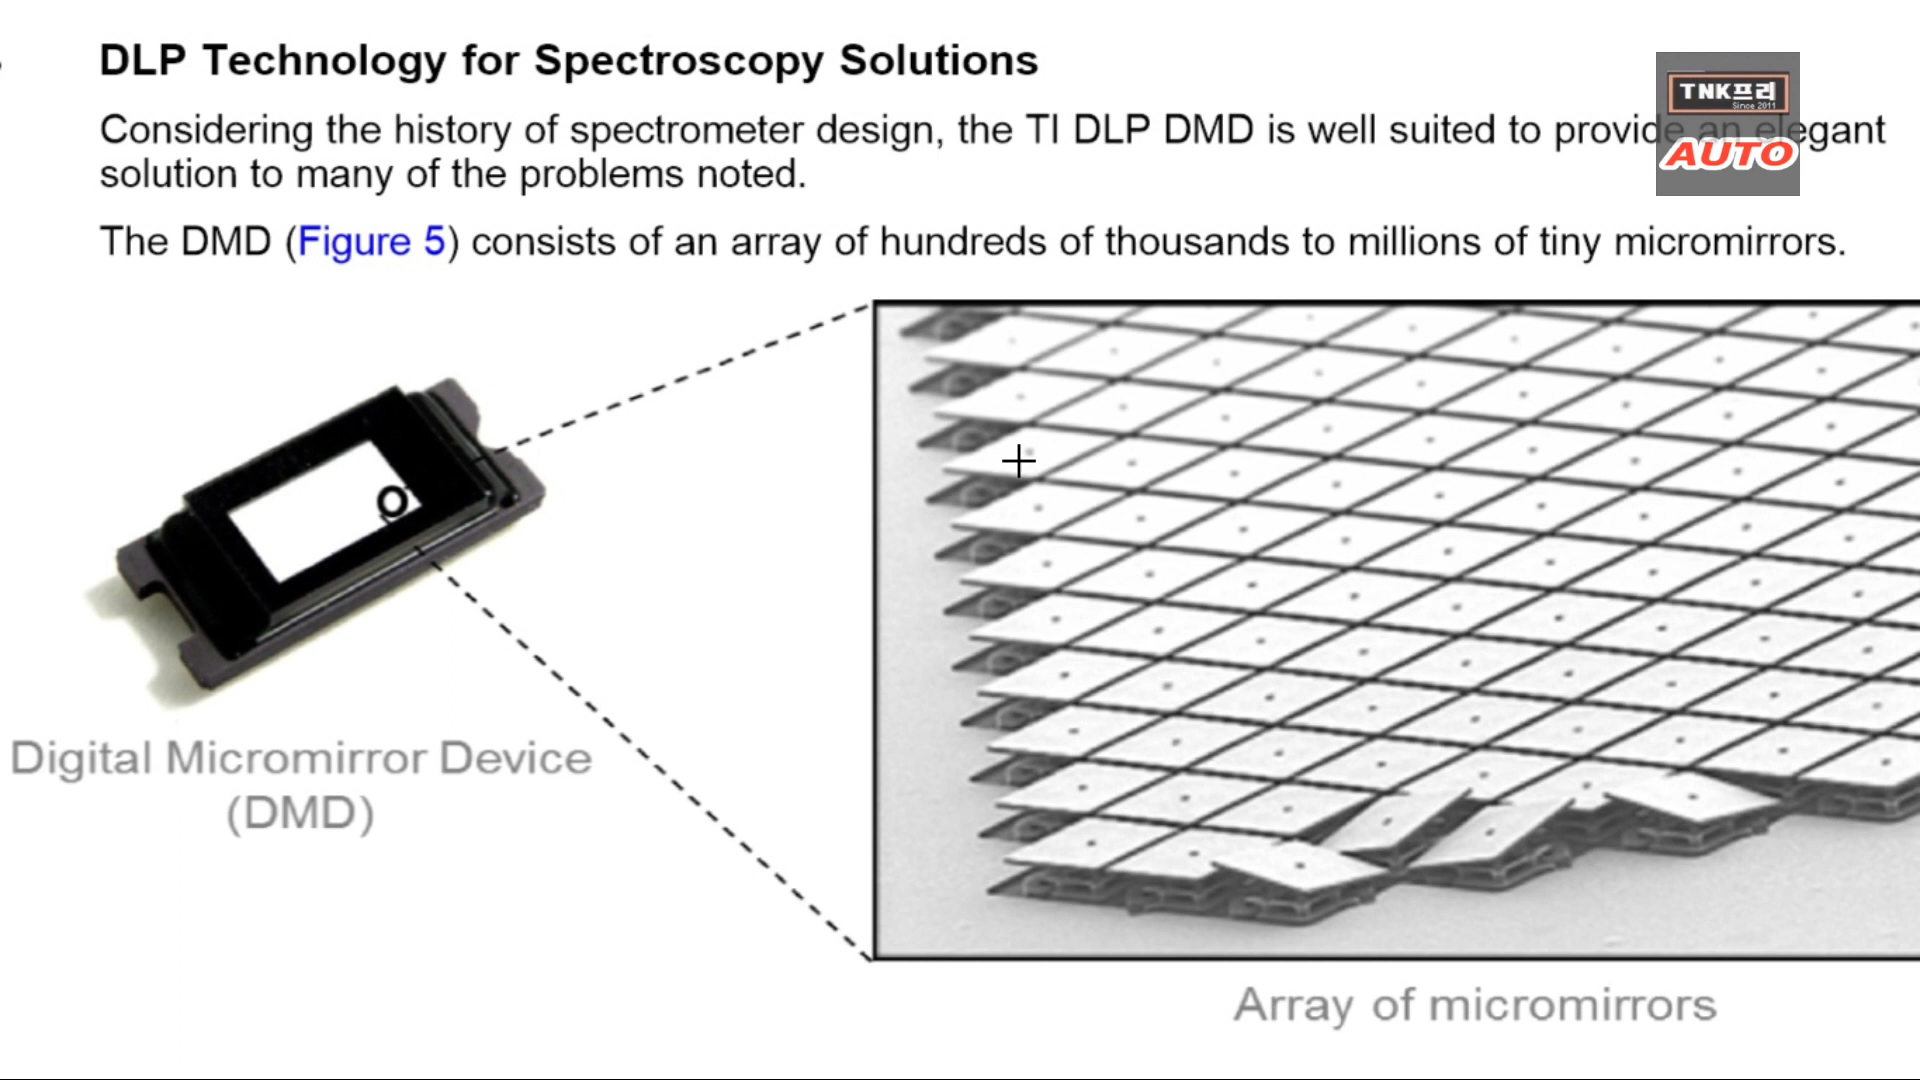 DLP Technology for Spectroscopy Solutions
TNK프리
Since 2011
AUTO
Considering the history of spectrometer design, the TI DLP DMD is well suited to provide an elegant
solution to many of the problems noted.
The DMD (Figure 5) consists of an array of hundreds of thousands to millions of tiny micromirrors.
Digital Micromirror Device
(DMD)
Array of micromirrors